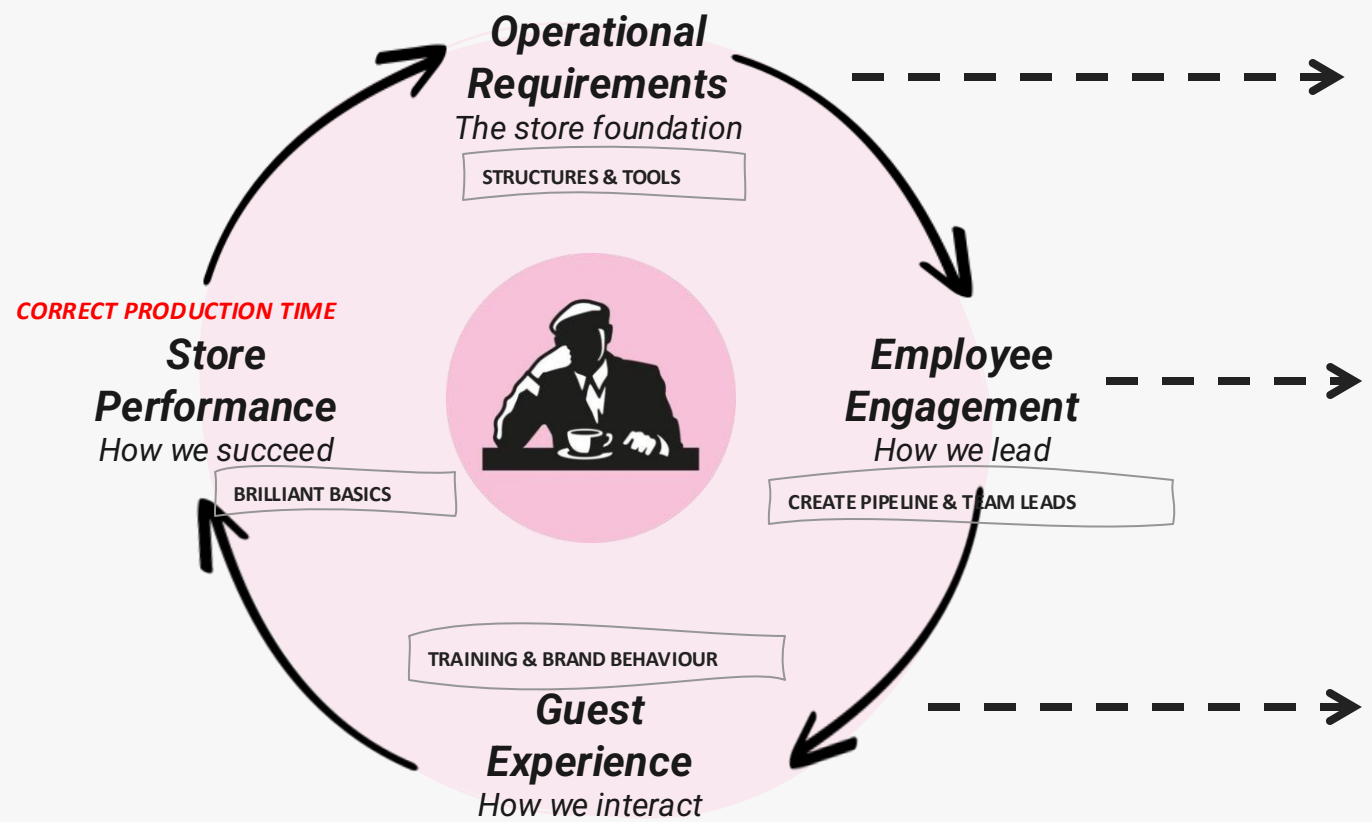 Operational
Requirements
The store foundation
STRUCTURES & TOOLS
CORRECT PRODUCTION TIME
Store
Performance
How we succeed
BRILLIANT BASICS
Employee
Engagement
How we lead
CREATE PIPELINE & TEAM LEADS
TRAINING & BRAND BEHAVIOUR
Guest
Experience
How we interact